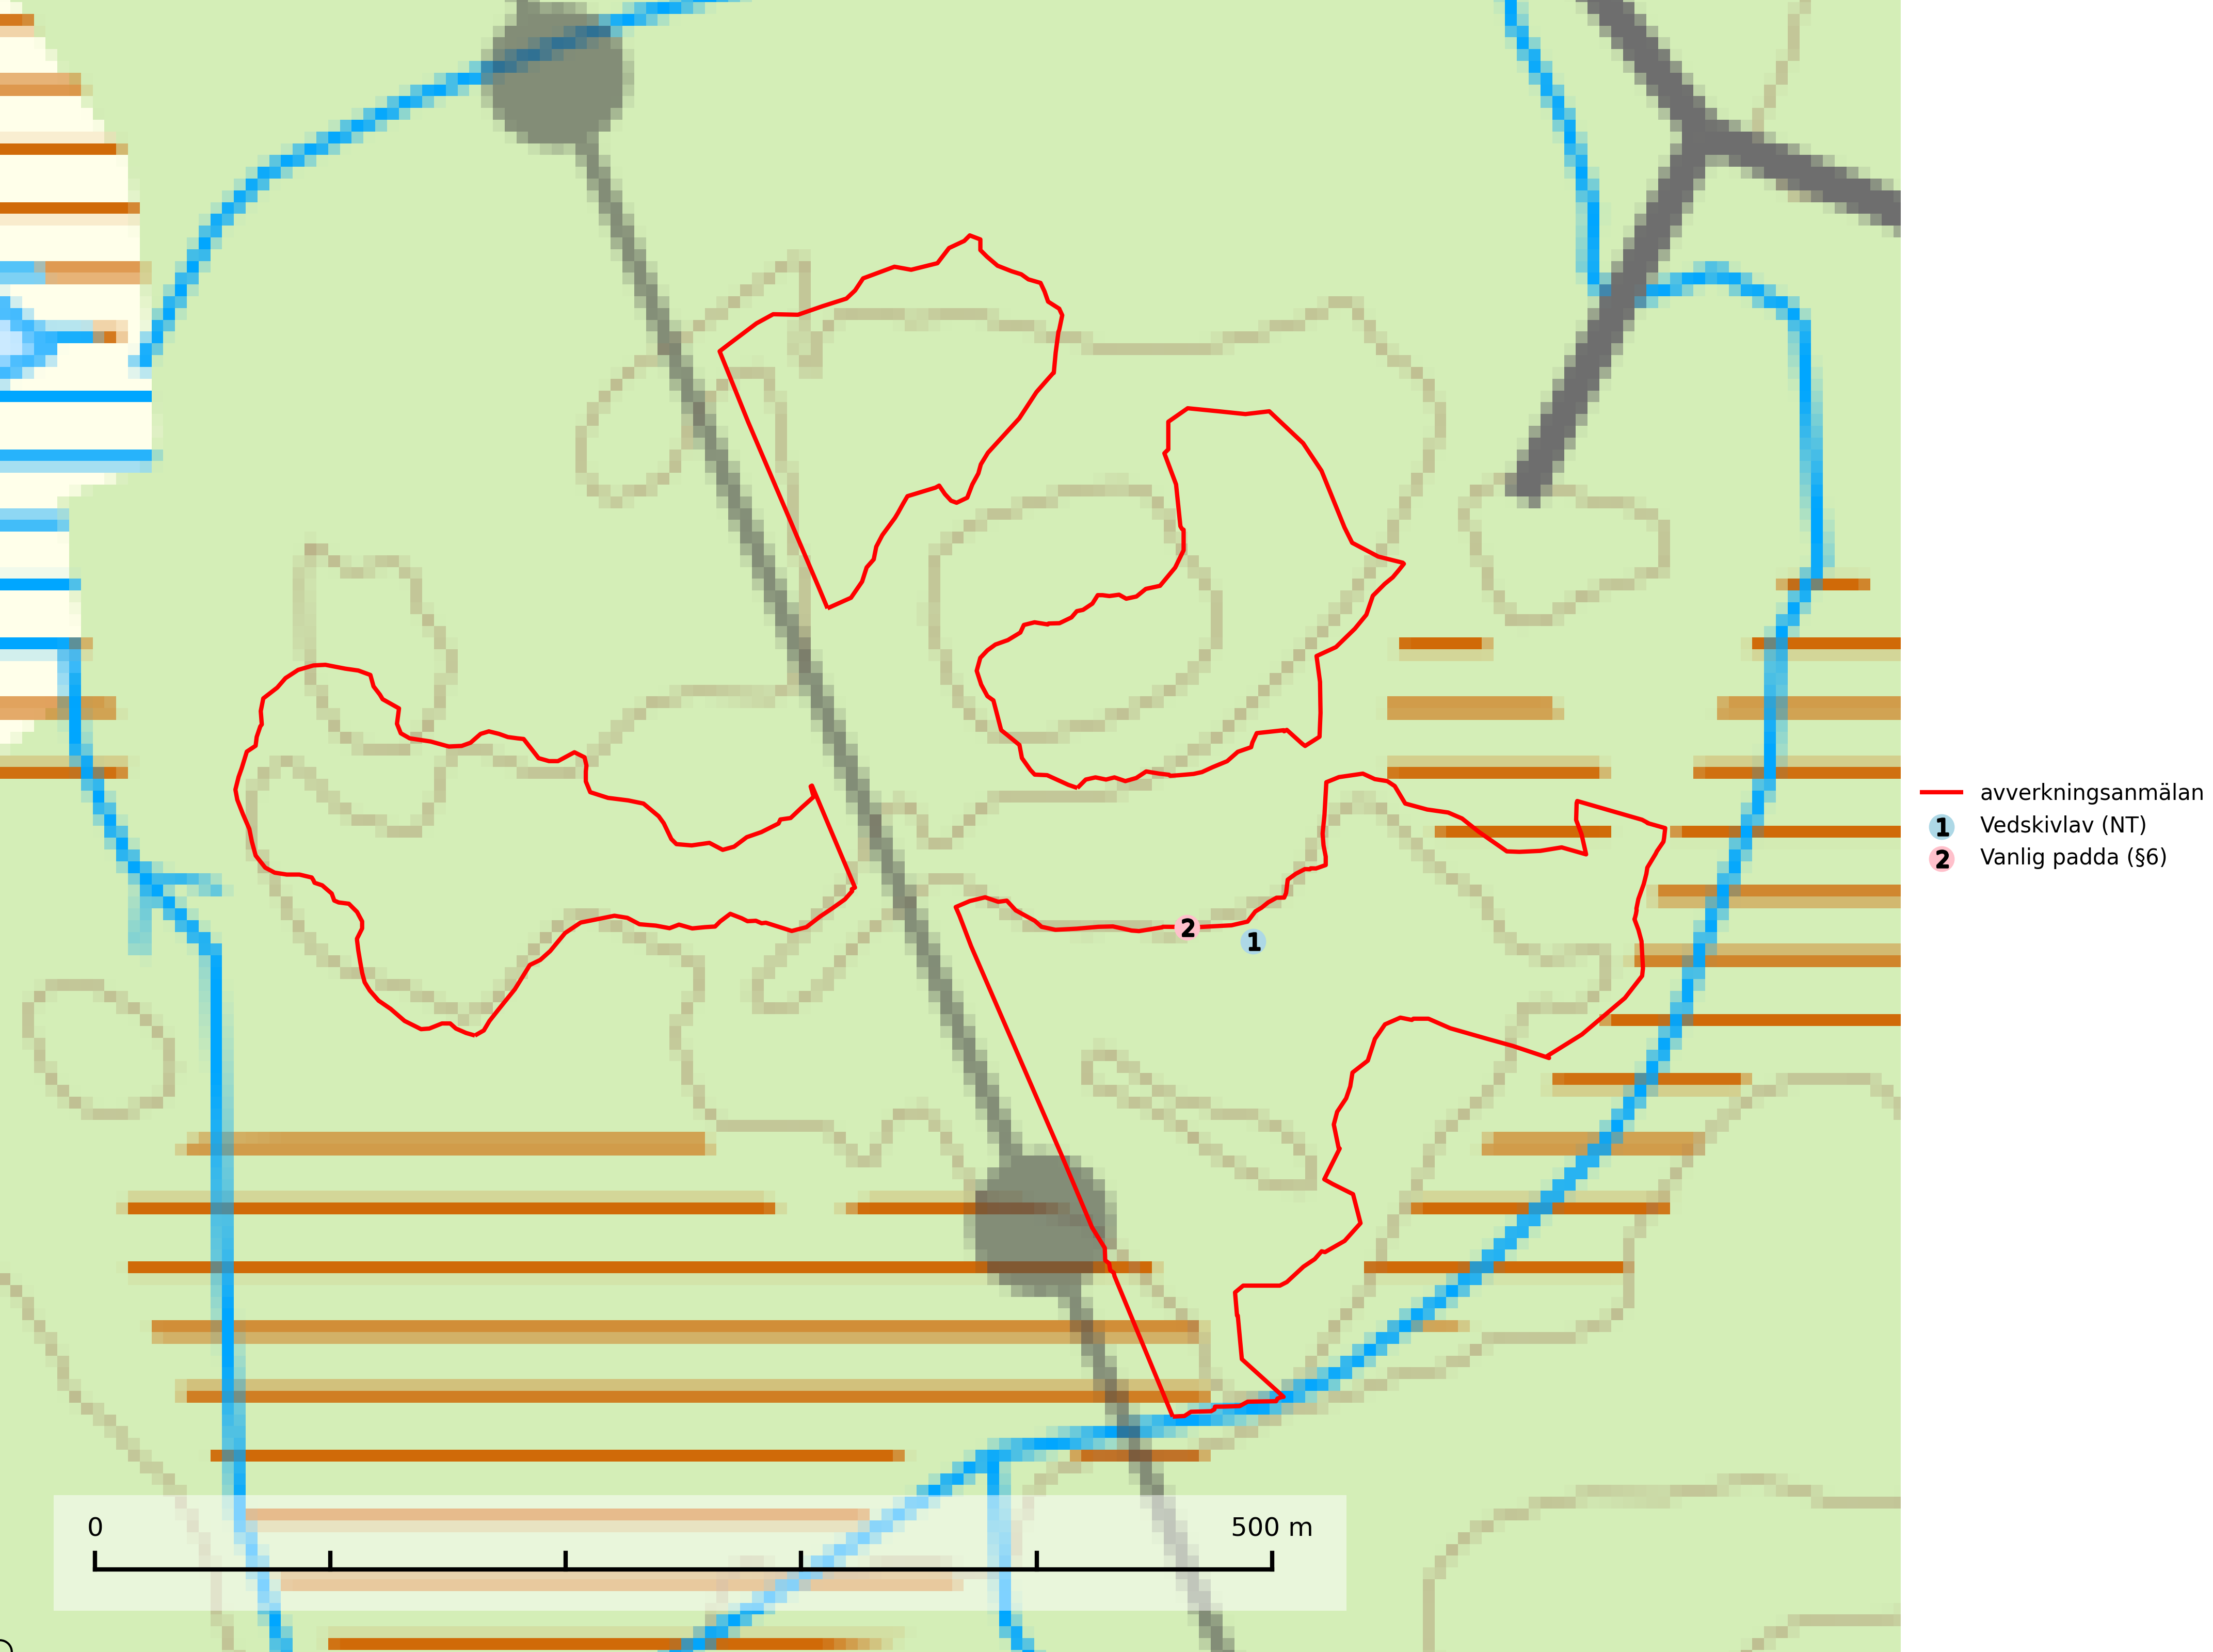 2
1
avverkningsanmälan
1 Vedskivlav (NT)
2 Vanlig padda (§6)
0 500 m